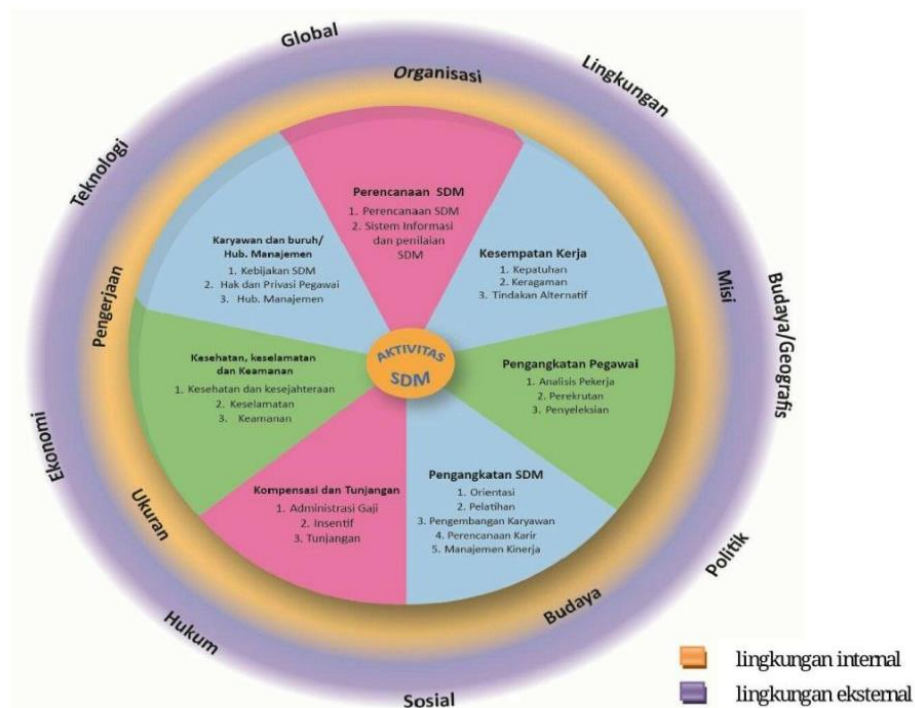 Global
Lingkungan
Organisasi
Teknologi
Perencanaan SDM
1. Perencanaan SDM
2. Sistem Informasi
dan penilaian
SDM
Karyawan dan buruh/
Hub. Manajemen
1. Kebijakan SDM
2. Hak dan Privasi Pegawai
3. Hub. Manajemen
Kesempatan Kerja
1. Kepatuhan
2. Keragaman
3. Tindakan Alternatif
Pengerjaan
Misi
Budaya/Geografis
AKTIVITAS
SDM
Kesehatan, keselamatan
dan Keamanan
1. Kesehatan dan kesejahteraan
2. Keselamatan
3. Keamanan
Pengangkatan Pegawai
1. Analisis Pekerja
2. Perekrutan
3. Penyeleksian
Ekonomi
Ukuran
Kompensasi dan Tunjangan
1. Administrasi Gaji
2. Insentif
3. Tunjangan
Pengangkatan SDM
1. Orientasi
2. Pelatihan
3. Pengembangan Karyawan
4. Perencanaan Karir
5. Manajemen Kinerja
Politik
Budaya
Hukum
Sosial
lingkungan internal
lingkungan eksternal